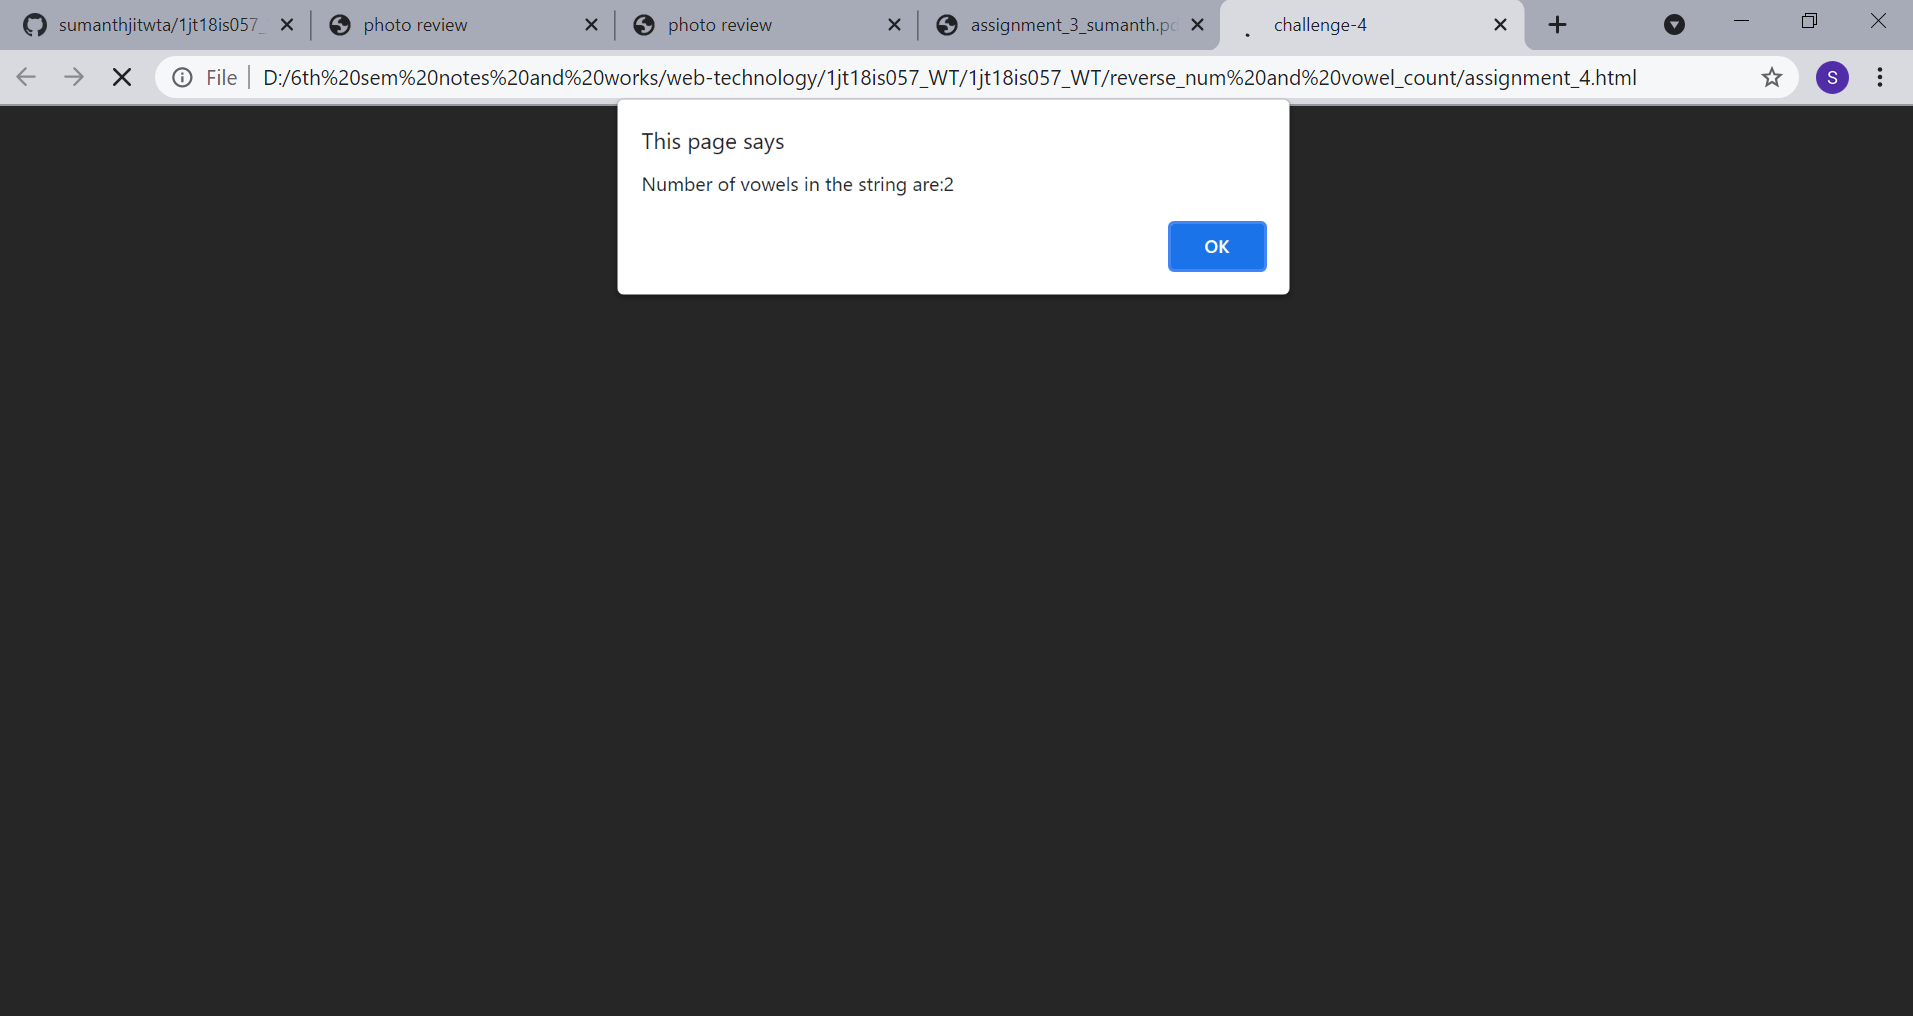 sumanthjitwta/1jt18is057_
photo review
photo review
assignment_3_sumanth.pd
challenge-4
File
D:/6th%20sem%20notes%20and%20works/web-technology/1jt18is057_WT/1jt18is057_WT/reverse_num%20and%20vowel_count/assignment_4.html
S
This page says
Number of vowels in the string are:2
OK